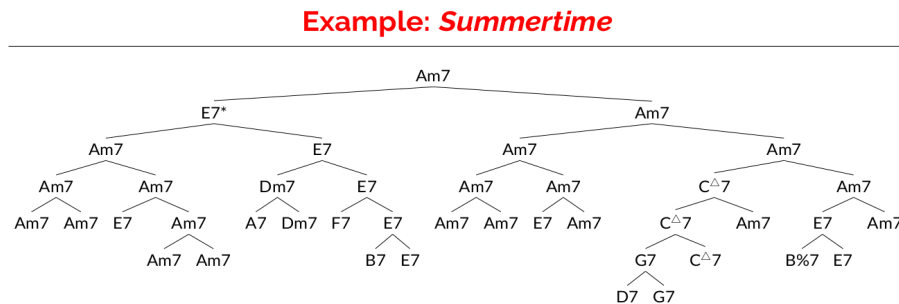 Example: Summertime
Am7
E7* Am7
Am7 E7 Am7 Am7
Am7 Am7 Dm7 E7 Am7 Am7 C△7 Am7
Am7 Am7 E7 Am7 A7 Dm7 F7 E7 Am7 Am7 E7 Am7 C△7 Am7 E7 Am7
Am7 Am7 B7 E7 G7 C△7 B%7 E7
D7 G7